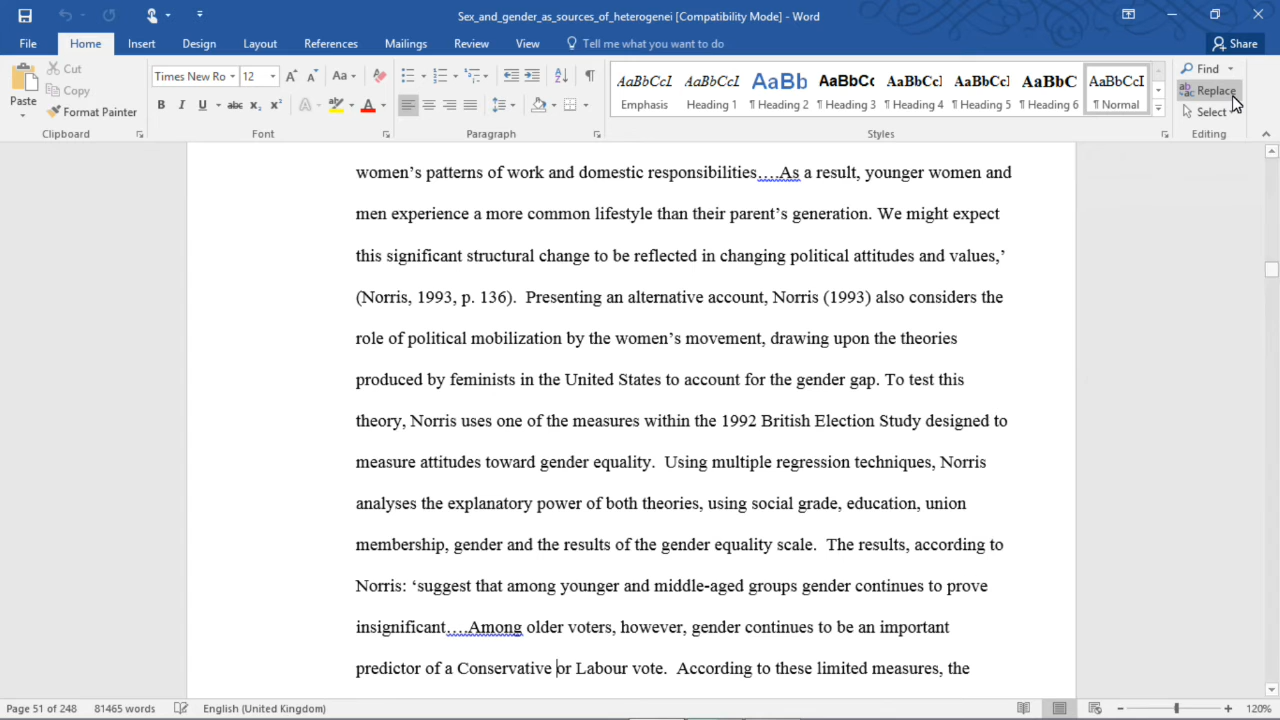 Sex_and_gender_as_sources_of_heterogenei [Compatibility Mode] - Word
File Home Insert Design Layout References Mailings Review View Tell me what you want to do Share
Paste Cut Copy Format Painter Clipboard
Times New Ro 12 Font
Paragraph
AaBbCcI AaBbCcI AaBb AaBbCc AaBbCcI AaBbCcI AaBbC AaBbCcI
Emphasis Heading 1 ¶ Heading 2 ¶ Heading 3 ¶ Heading 4 ¶ Heading 5 ¶ Heading 6 ¶ Normal
Styles
Find
Replace
Select
Editing
women’s patterns of work and domestic responsibilities….As a result, younger women and
men experience a more common lifestyle than their parent’s generation. We might expect
this significant structural change to be reflected in changing political attitudes and values,’
(Norris, 1993, p. 136).  Presenting an alternative account, Norris (1993) also considers the
role of political mobilization by the women’s movement, drawing upon the theories
produced by feminists in the United States to account for the gender gap. To test this
theory, Norris uses one of the measures within the 1992 British Election Study designed to
measure attitudes toward gender equality.  Using multiple regression techniques, Norris
analyses the explanatory power of both theories, using social grade, education, union
membership, gender and the results of the gender equality scale.  The results, according to
Norris: ‘suggest that among younger and middle-aged groups gender continues to prove
insignificant….Among older voters, however, gender continues to be an important
predictor of a Conservative or Labour vote.  According to these limited measures, the
Page 51 of 248 81465 words English (United Kingdom) 120%